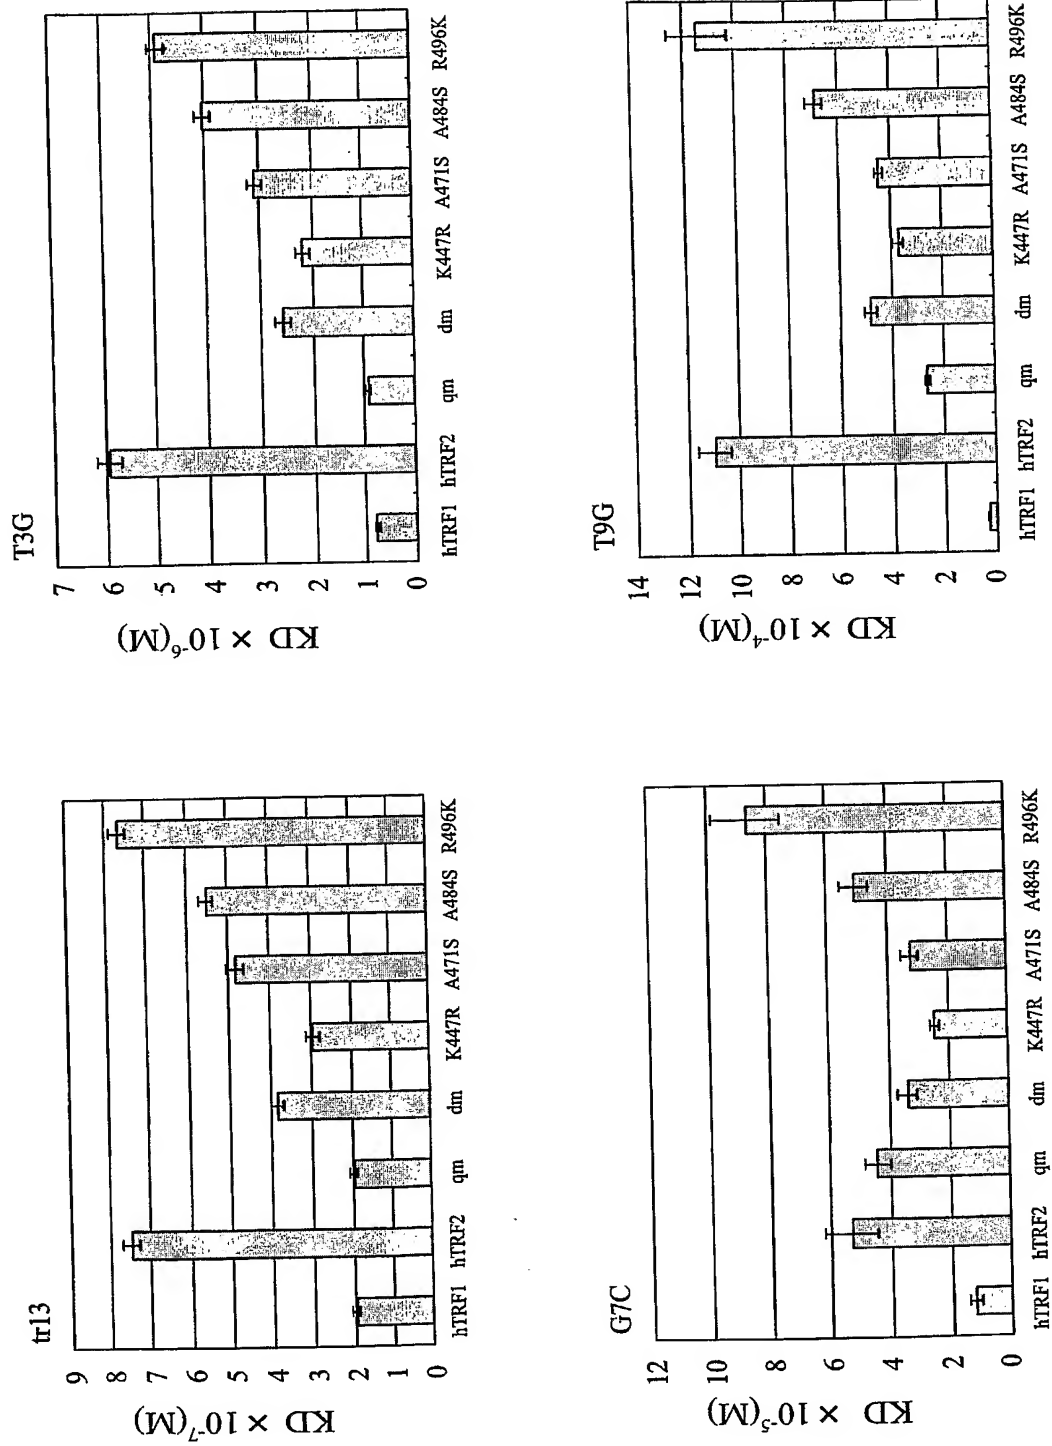 tr13
KD × 10⁻⁷(M)
9
8
7
6
5
4
3
2
1
0
hTRF1 hTRF2 qm dm K447R A471S A484S R496K
T3G
KD × 10⁻⁶(M)
7
6
5
4
3
2
1
0
hTRF1 hTRF2 qm dm K447R A471S A484S R496K
G7C
KD × 10⁻⁵(M)
12
10
8
6
4
2
0
hTRF1 hTRF2 qm dm K447R A471S A484S R496K
T9G
KD × 10⁻⁴(M)
14
12
10
8
6
4
2
0
hTRF1 hTRF2 qm dm K447R A471S A484S R496K